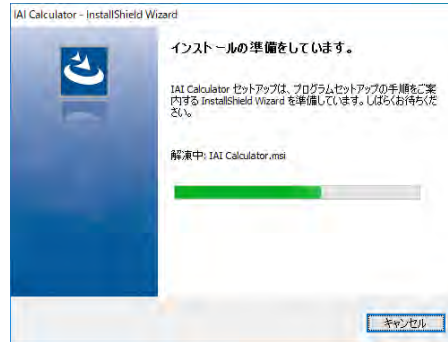 IAI Calculator - InstallShield Wizard
インストールの準備をしています。
IAI Calculator セットアップは、プログラムセットアップの手順をご案
内する InstallShield Wizard を準備しています。しばらくお待ちくだ
さい。
解凍中: IAI Calculator.msi
キャンセル